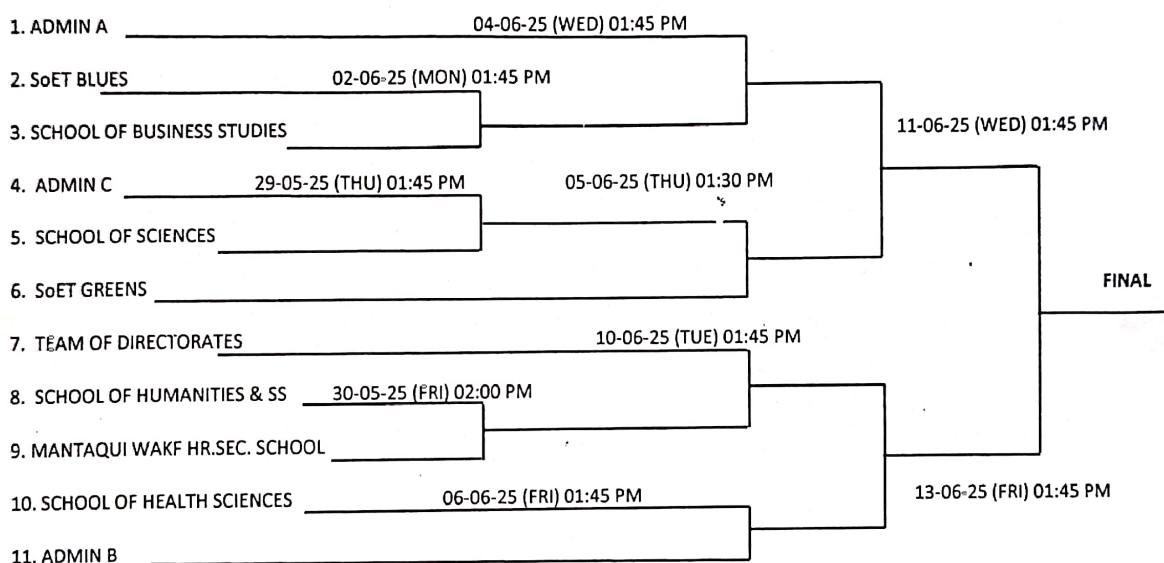 1. ADMIN A 04-06-25 (WED) 01:45 PM
2. SoET BLUES 02-06-25 (MON) 01:45 PM
11-06-25 (WED) 01:45 PM
3. SCHOOL OF BUSINESS STUDIES
4. ADMIN C 29-05-25 (THU) 01:45 PM 05-06-25 (THU) 01:30 PM
5. SCHOOL OF SCIENCES
6. SoET GREENS
FINAL
7. TEAM OF DIRECTORATES 10-06-25 (TUE) 01:45 PM
8. SCHOOL OF HUMANITIES & SS 30-05-25 (FRI) 02:00 PM
9. MANTAQUI WAKF HR.SEC. SCHOOL
10. SCHOOL OF HEALTH SCIENCES 06-06-25 (FRI) 01:45 PM
13-06-25 (FRI) 01:45 PM
11. ADMIN B